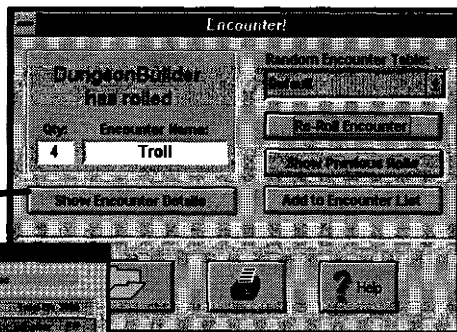 Encounter!
DungeonBuilder
has rolled
Qty: Encounter Name:
4 Troll
Show Encounter Details
Random Encounter Table:
Default
Re-Roll Encounter
Show Previous Rolls
Add to Encounter List
Help